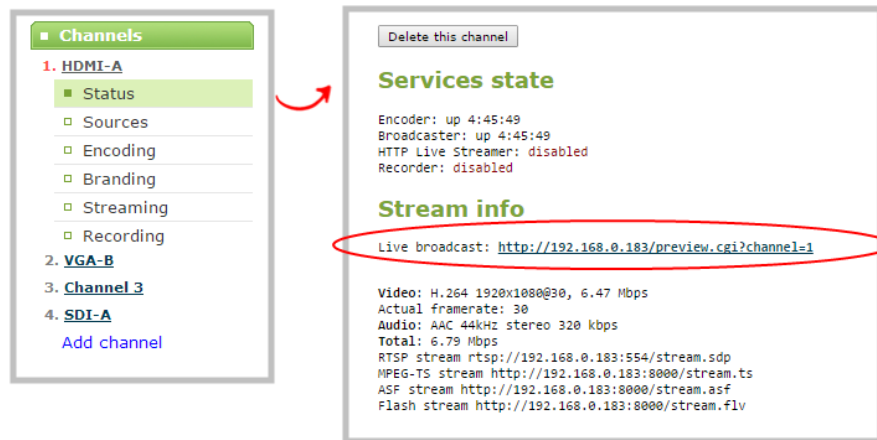 Channels
1. HDMI-A
Status
Sources
Encoding
Branding
Streaming
Recording
2. VGA-B
3. Channel 3
4. SDI-A
Add channel
Delete this channel
Services state
Encoder: up 4:45:49
Broadcaster: up 4:45:49
HTTP Live Streamer: disabled
Recorder: disabled
Stream info
Live broadcast: http://192.168.0.183/preview.cgi?channel=1
Video: H.264 1920x1080@30, 6.47 Mbps
Actual framerate: 30
Audio: AAC 44kHz stereo 320 kbps
Total: 6.79 Mbps
RTSP stream rtsp://192.168.0.183:554/stream.sdp
MPEG-TS stream http://192.168.0.183:8000/stream.ts
ASF stream http://192.168.0.183:8000/stream.asf
Flash stream http://192.168.0.183:8000/stream.flv